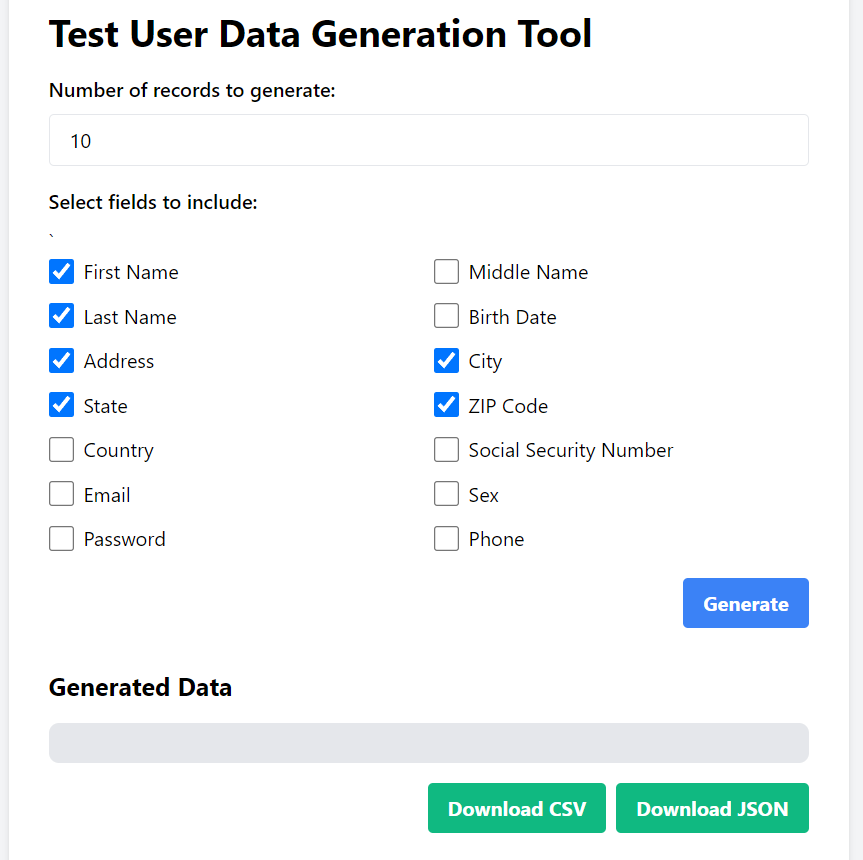 Test User Data Generation Tool
Number of records to generate:
10
Select fields to include:
`
First Name
Middle Name
Last Name
Birth Date
Address
City
State
ZIP Code
Country
Social Security Number
Email
Sex
Password
Phone
Generate
Generated Data
Download CSV
Download JSON